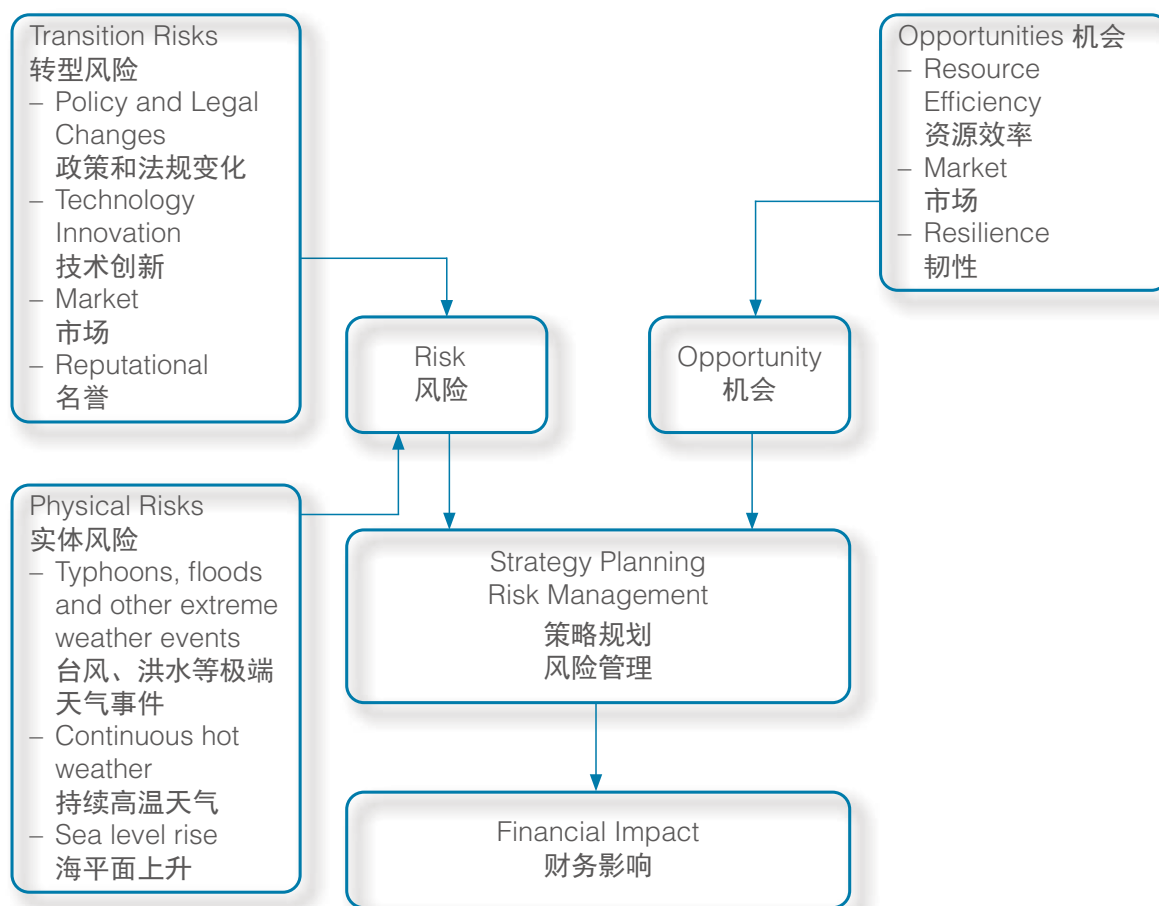 Transition Risks
转型风险
– Policy and Legal
Changes
政策和法规变化
– Technology
Innovation
技术创新
– Market
市场
– Reputational
名誉
Opportunities 机会
– Resource
Efficiency
资源效率
– Market
市场
– Resilience
韧性
Risk
风险
Opportunity
机会
Physical Risks
实体风险
– Typhoons, floods
and other extreme
weather events
台风、洪水等极端
天气事件
– Continuous hot
weather
持续高温天气
– Sea level rise
海平面上升
Strategy Planning
Risk Management
策略规划
风险管理
Financial Impact
财务影响